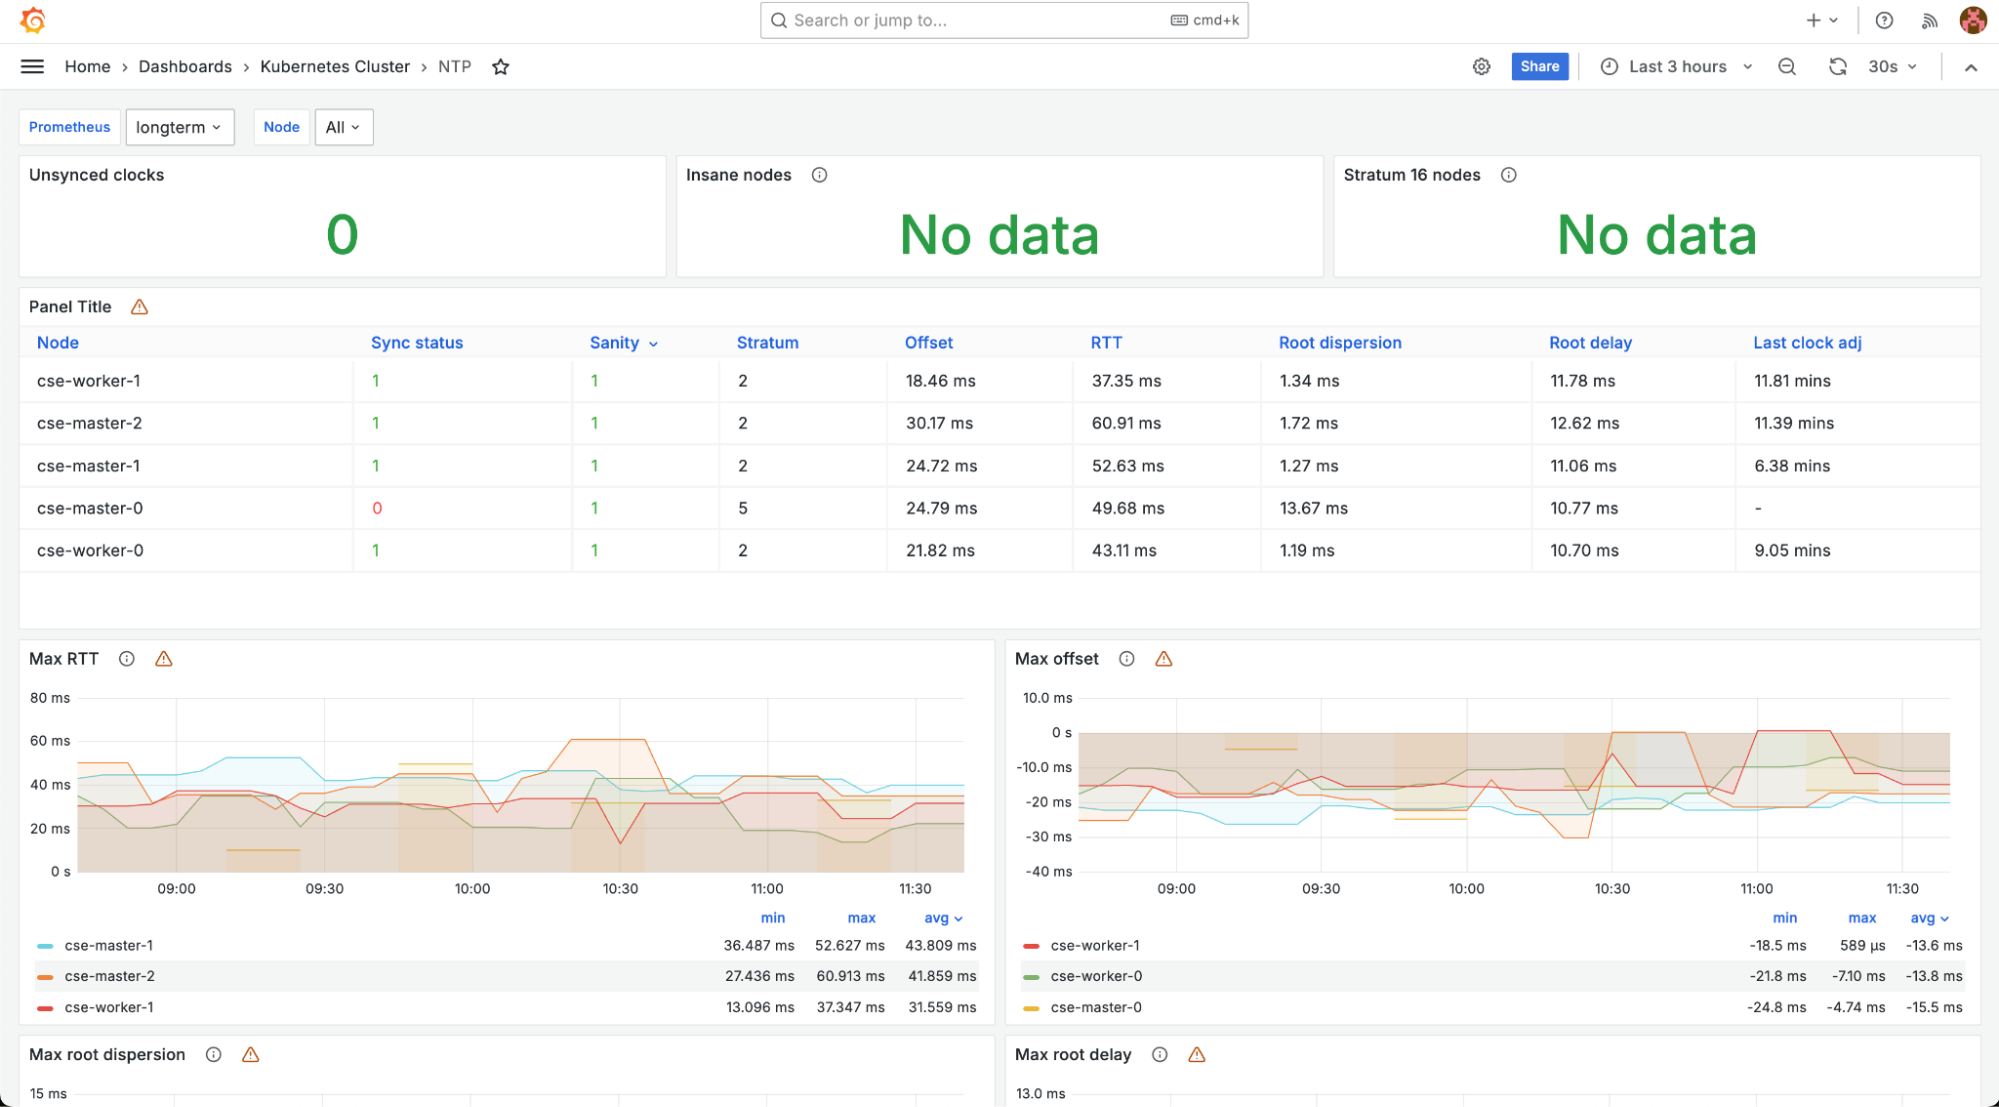 Search or jump to... cmd+k
Home › Dashboards › Kubernetes Cluster › NTP Share Last 3 hours 30s
Prometheus longterm Node All
Unsynced clocks
0
Insane nodes
No data
Stratum 16 nodes
No data
Panel Title
Node Sync status Sanity Stratum Offset RTT Root dispersion Root delay Last clock adj
cse-worker-1 1 1 2 18.46 ms 37.35 ms 1.34 ms 11.78 ms 11.81 mins
cse-master-2 1 1 2 30.17 ms 60.91 ms 1.72 ms 12.62 ms 11.39 mins
cse-master-1 1 1 2 24.72 ms 52.63 ms 1.27 ms 11.06 ms 6.38 mins
cse-master-0 0 1 5 24.79 ms 49.68 ms 13.67 ms 10.77 ms -
cse-worker-0 1 1 2 21.82 ms 43.11 ms 1.19 ms 10.70 ms 9.05 mins
Max RTT
80 ms
60 ms
40 ms
20 ms
0 s
09:00 09:30 10:00 10:30 11:00 11:30
min max avg
cse-master-1 36.487 ms 52.627 ms 43.809 ms
cse-master-2 27.436 ms 60.913 ms 41.859 ms
cse-worker-1 13.096 ms 37.347 ms 31.559 ms
Max offset
10.0 ms
0 s
-10.0 ms
-20 ms
-30 ms
-40 ms
09:00 09:30 10:00 10:30 11:00 11:30
min max avg
cse-worker-1 -18.5 ms 589 µs -13.6 ms
cse-worker-0 -21.8 ms -7.10 ms -13.8 ms
cse-master-0 -24.8 ms -4.74 ms -15.5 ms
Max root dispersion
15 ms
Max root delay
13.0 ms